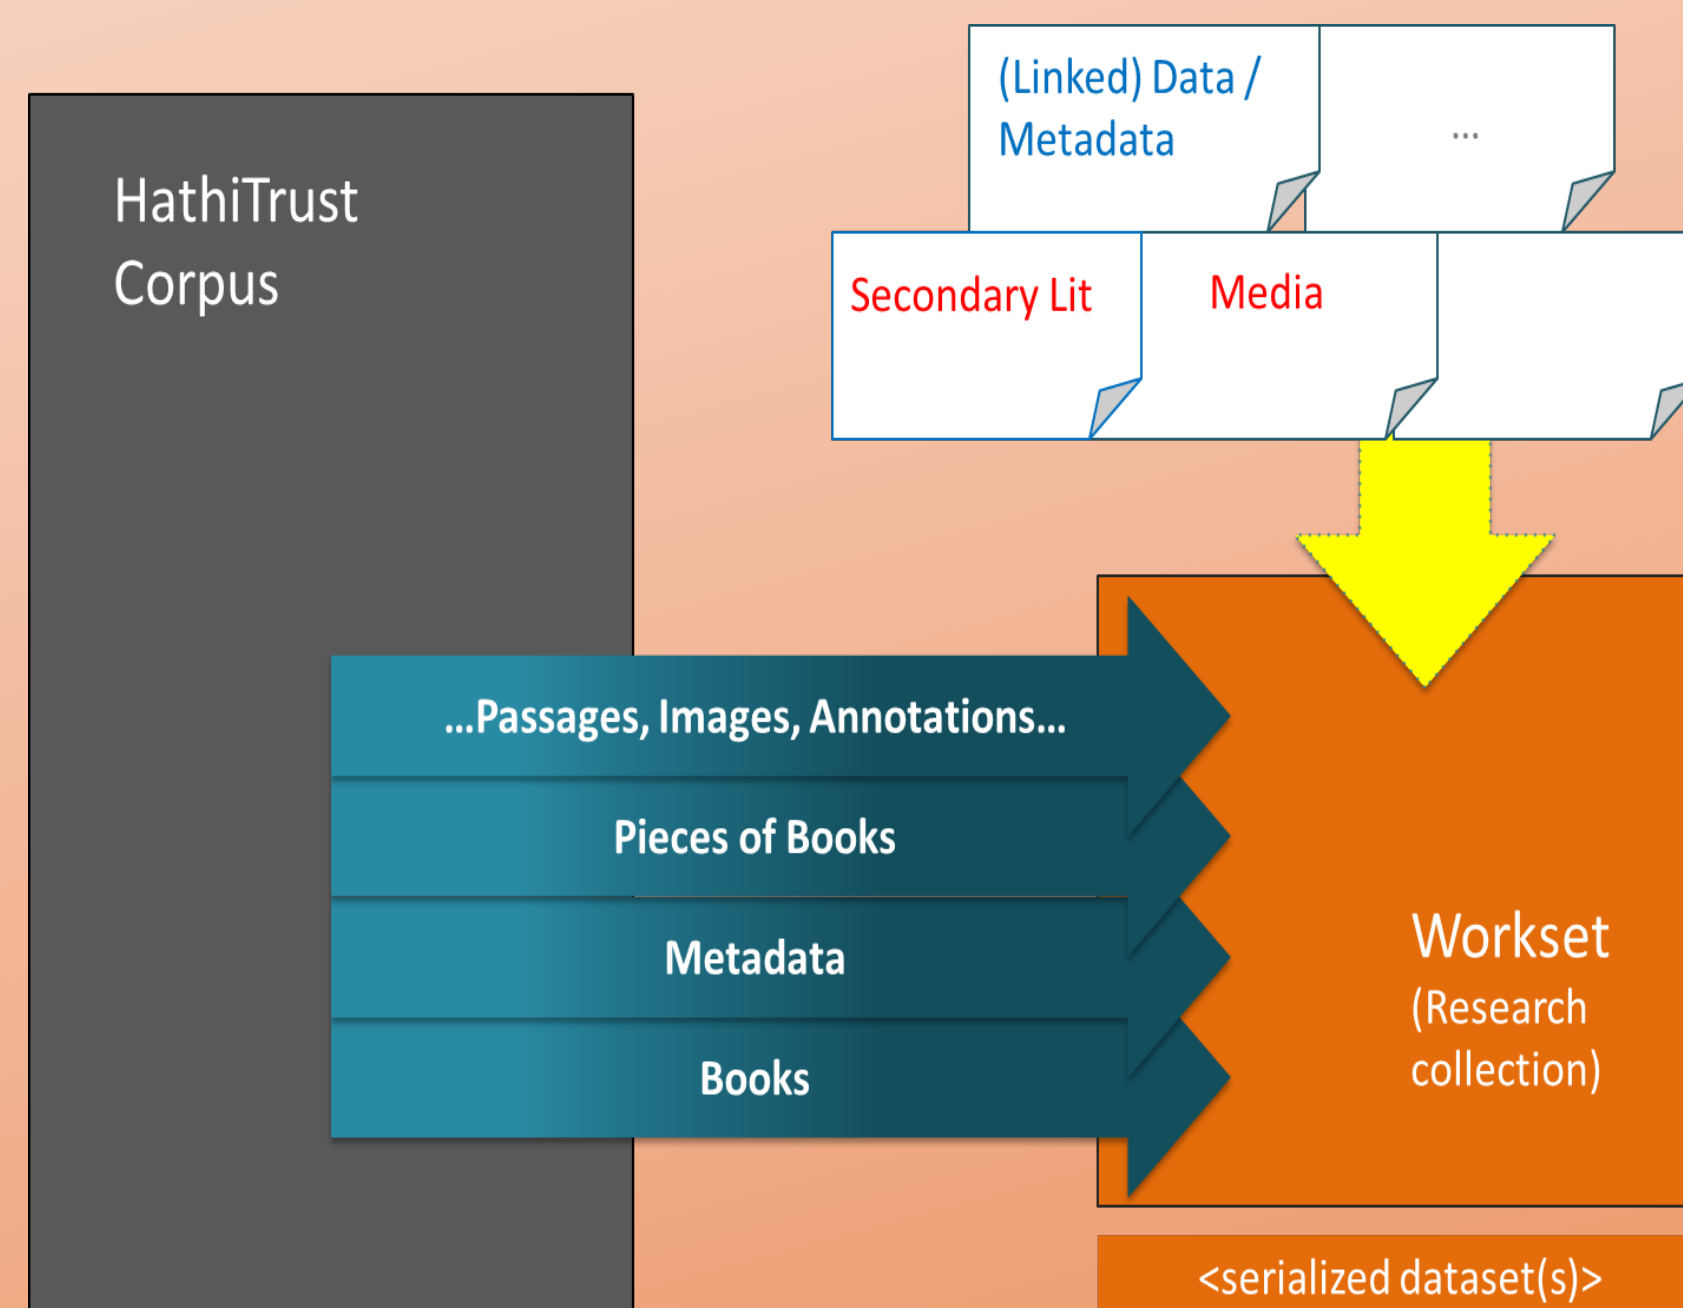 HathiTrust
Corpus
(Linked) Data /
Metadata
...
Secondary Lit
Media
...Passages, Images, Annotations...
Pieces of Books
Metadata
Books
Workset
(Research
collection)
<serialized dataset(s)>